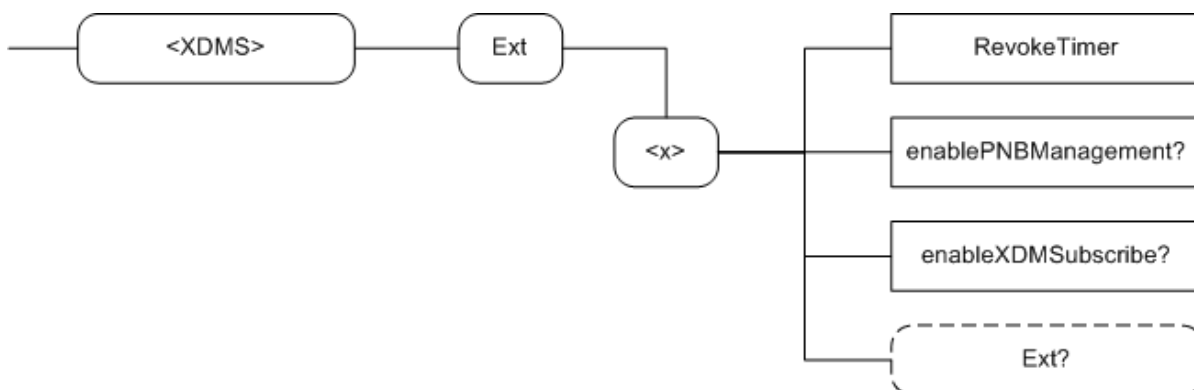 <XDMS>
Ext
RevokeTimer
<x>
enablePNBManagement?
enableXDMSubscribe?
Ext?